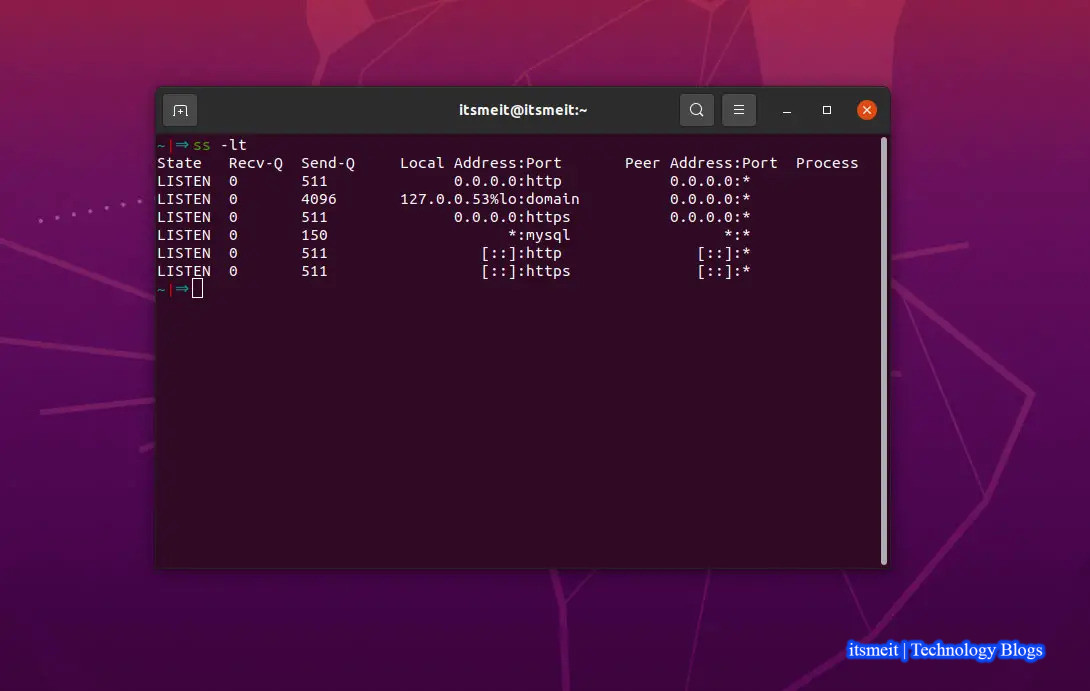 itsmeit@itsmeit:~
~|⇒ss -lt
State Recv-Q Send-Q Local Address:Port Peer Address:Port Process
LISTEN 0 511 0.0.0.0:http 0.0.0.0:*
LISTEN 0 4096 127.0.0.53%lo:domain 0.0.0.0:*
LISTEN 0 511 0.0.0.0:https 0.0.0.0:*
LISTEN 0 150 *:mysql *:*
LISTEN 0 511 [::]:http [::]:*
LISTEN 0 511 [::]:https [::]:*
~|⇒
itsmeit | Technology Blogs